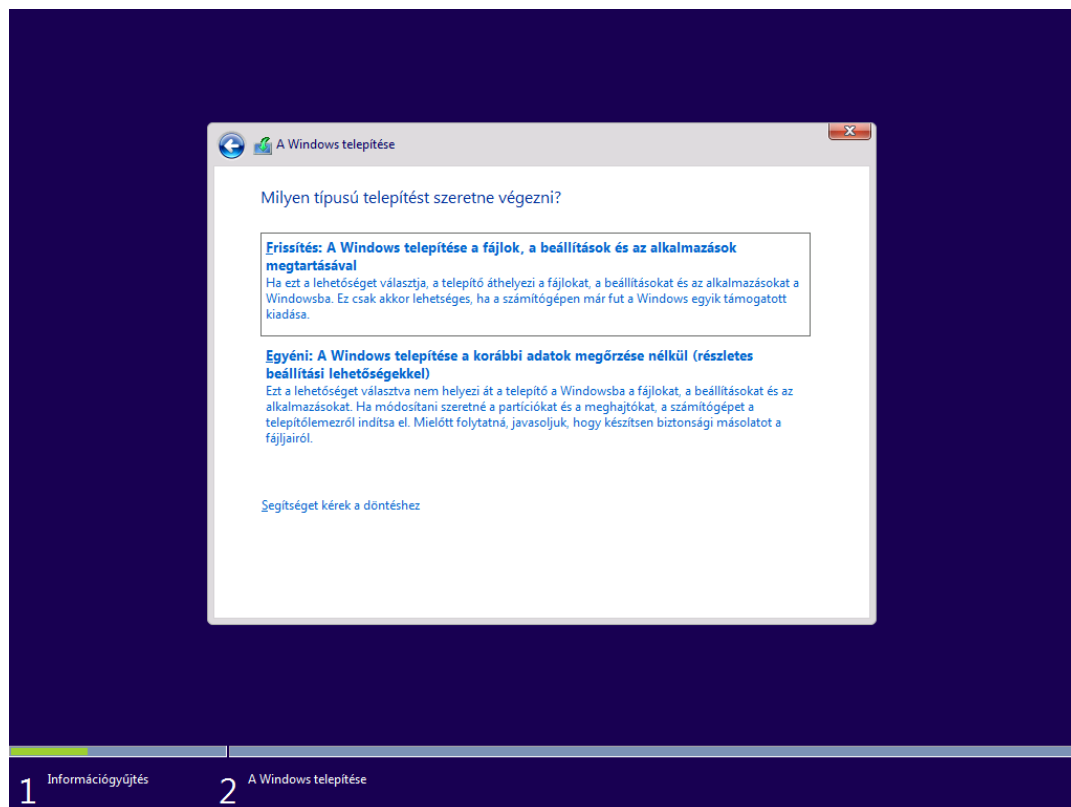 A Windows telepítése
Milyen típusú telepítést szeretne végezni?
Frissítés: A Windows telepítése a fájlok, a beállítások és az alkalmazások
megtartásával
Ha ezt a lehetőséget választja, a telepítő áthelyezi a fájlokat, a beállításokat és az alkalmazásokat a
Windowsba. Ez csak akkor lehetséges, ha a számítógépen már fut a Windows egyik támogatott
kiadása.
Egyéni: A Windows telepítése a korábbi adatok megőrzése nélkül (részletes
beállítási lehetőségekkel)
Ezt a lehetőséget választva nem helyezi át a telepítő a Windowsba a fájlokat, a beállításokat és az
alkalmazásokat. Ha módosítani szeretné a partíciókat és a meghajtókat, a számítógépet a
telepítőlemezről indítsa el. Mielőtt folytatná, javasoljuk, hogy készítsen biztonsági másolatot a
fájljairól.
Segítséget kérek a döntéshez
1 Információgyűjtés
2 A Windows telepítése